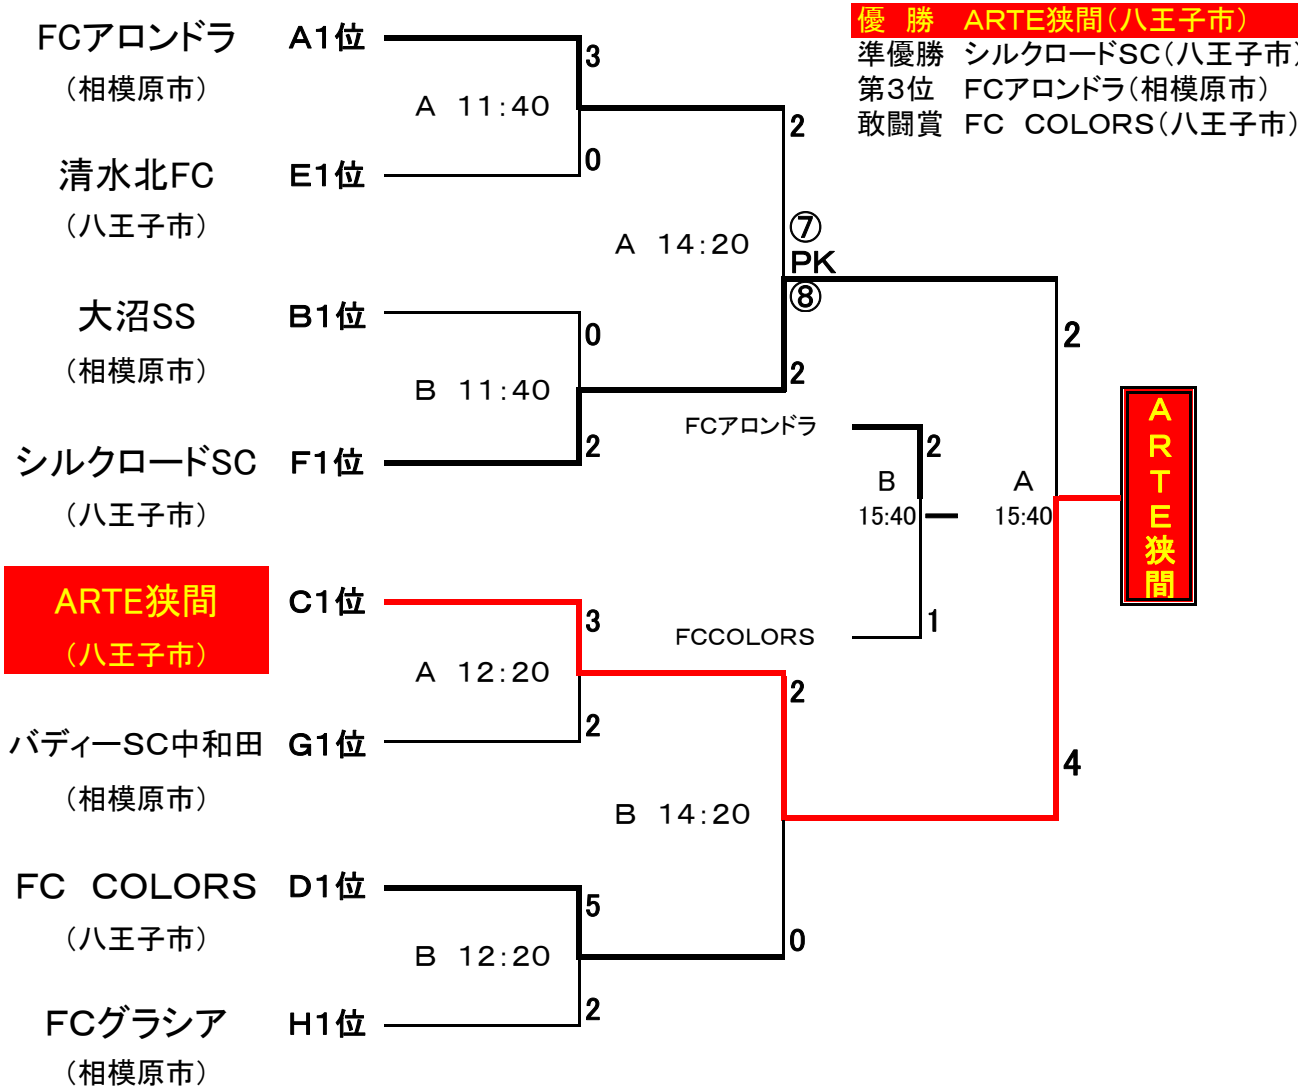 優　勝　ARTE狭間(八王子市)
準優勝　シルクロードSC(八王子市)
第3位　FCアロンドラ(相模原市)
敢闘賞　FC　COLORS(八王子市)
FCアロンドラ　A1位
(相模原市)
3
A　11:40
2
0
清水北FC　E1位
(八王子市)
A　14:20
⑦
PK
⑧
大沼SS　B1位
(相模原市)
0
B　11:40
2
2
シルクロードSC　F1位
(八王子市)
2
FCアロンドラ
2
B
15:40
A
15:40
FCCOLORS
1
ARTE狭間
ARTE狭間　C1位
(八王子市)
3
A　12:20
2
2
バディーSC中和田　G1位
(相模原市)
4
B　14:20
FC　COLORS　D1位
(八王子市)
5
B　12:20
0
2
FCグラシア　H1位
(相模原市)